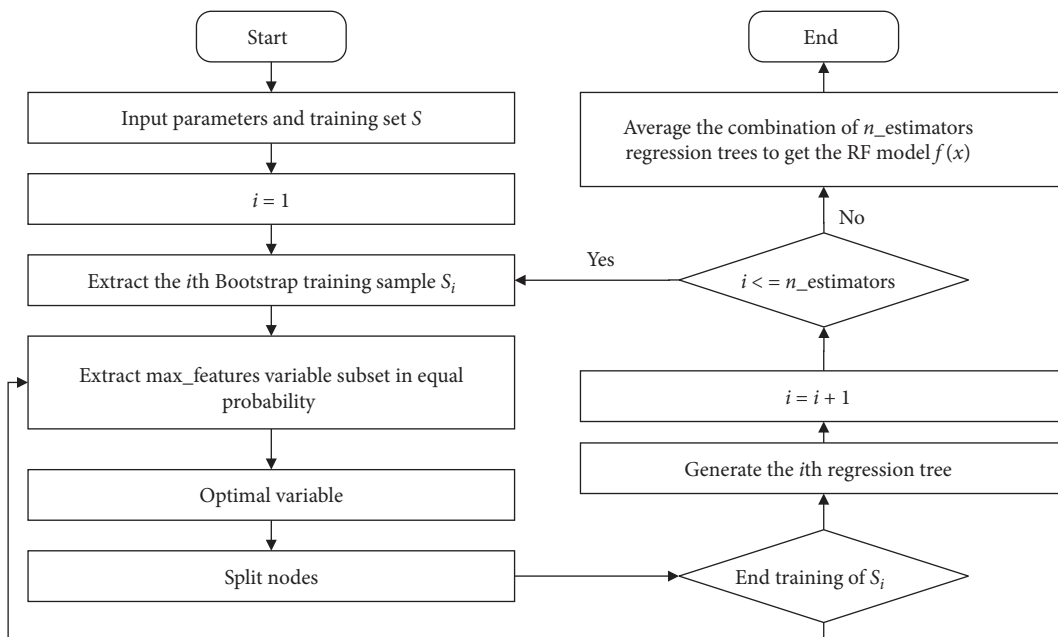 Start
Input parameters and training set S
i = 1
Extract the ith Bootstrap training sample Sᵢ
Extract max_features variable subset in equal
probability
Optimal variable
Split nodes
End
Average the combination of n_estimators
regression trees to get the RF model f(x)
No
Yes
i < = n_estimators
i = i + 1
Generate the ith regression tree
End training of Sᵢ